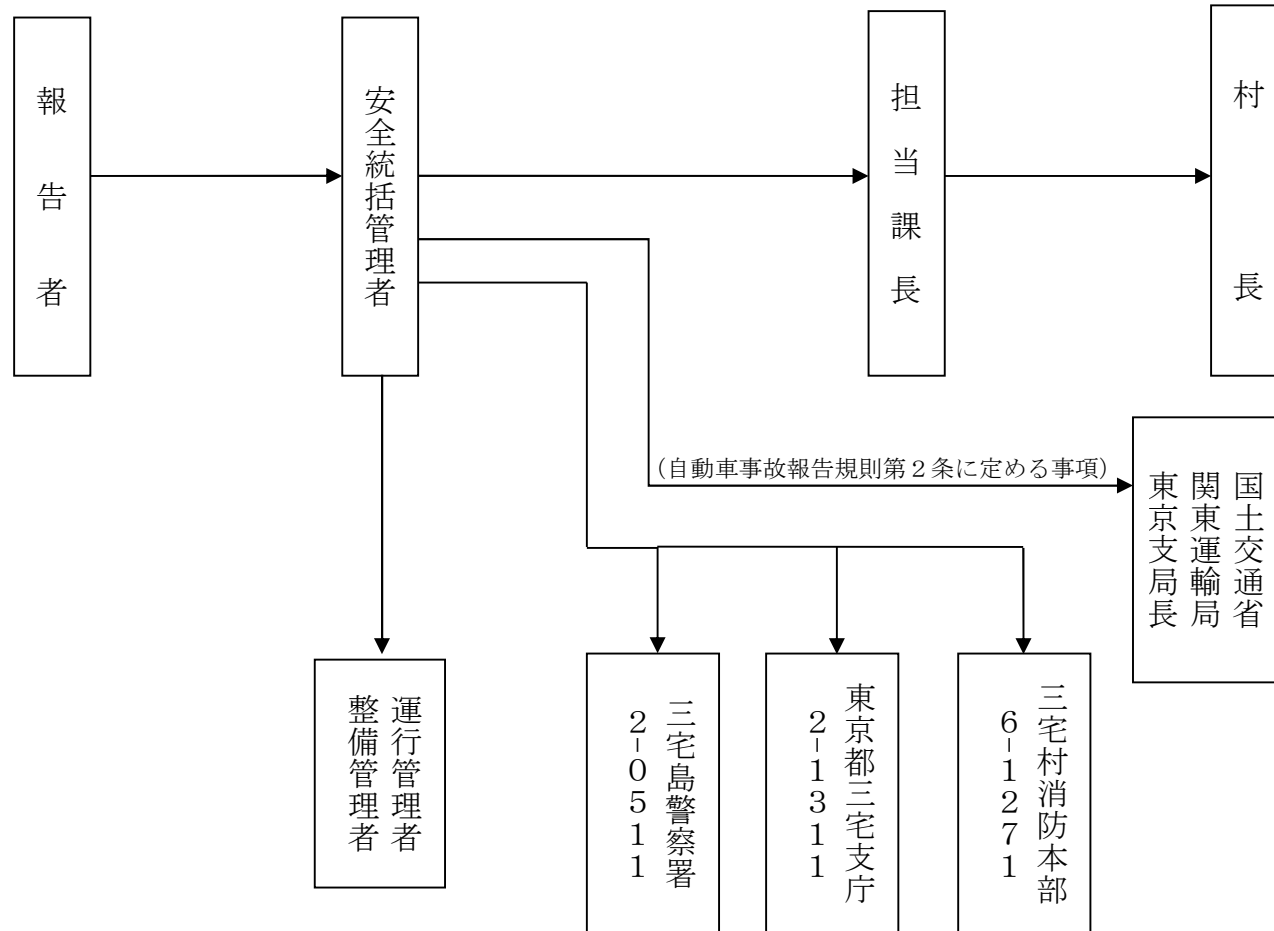 報告者
安全統括管理者
担当課長
村長
(自動車事故報告規則第２条に定める事項)
国土交通省
関東運輸局
東京支局長
運行管理者
整備管理者
三宅島警察署
２-０５１１
東京都三宅支庁
２-１３１１
三宅村消防本部
６-１２７１